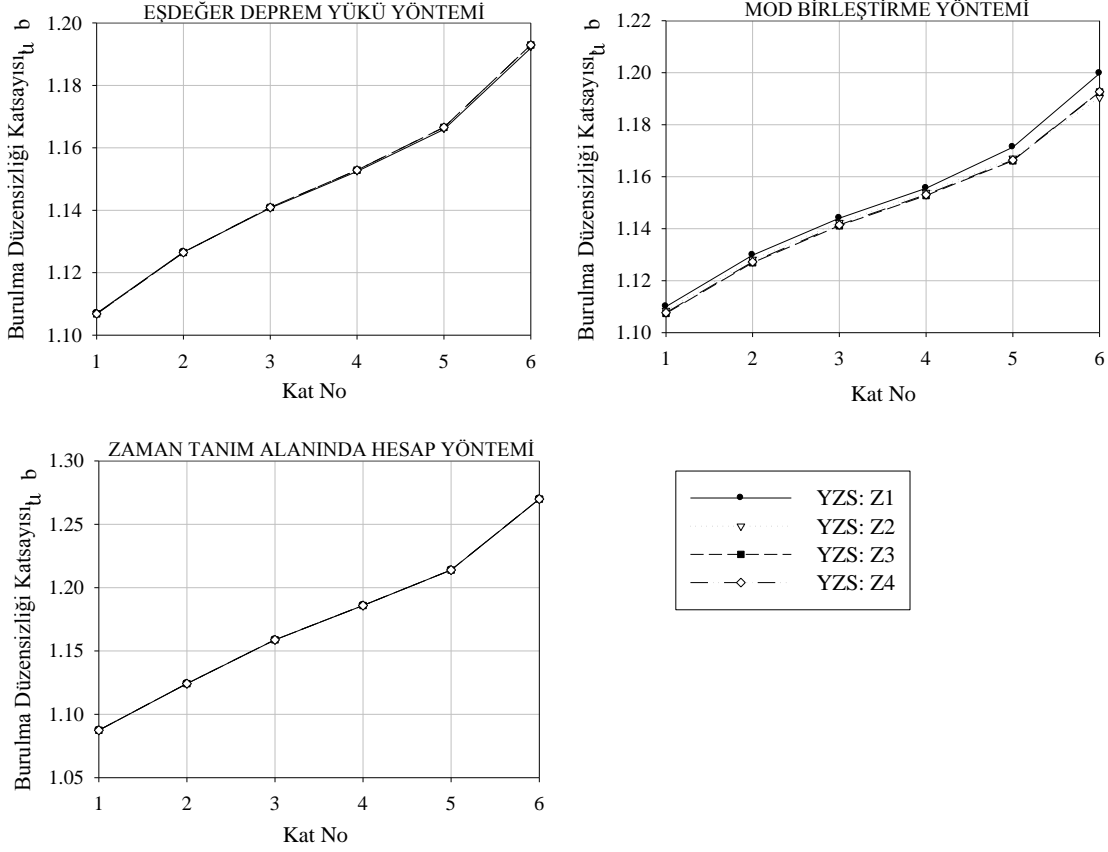 EŞDEĞER DEPREM YÜKÜ YÖNTEMİ
Burulma Düzensizliği Katsayısı, b
1.20
1.18
1.16
1.14
1.12
1.10
1 2 3 4 5 6
Kat No
MOD BİRLEŞTİRME YÖNTEMİ
Burulma Düzensizliği Katsayısı, b
1.22
1.20
1.18
1.16
1.14
1.12
1.10
1 2 3 4 5 6
Kat No
ZAMAN TANIM ALANINDA HESAP YÖNTEMİ
Burulma Düzensizliği Katsayısı, b
1.30
1.25
1.20
1.15
1.10
1.05
1 2 3 4 5 6
Kat No
YZS: Z1
YZS: Z2
YZS: Z3
YZS: Z4